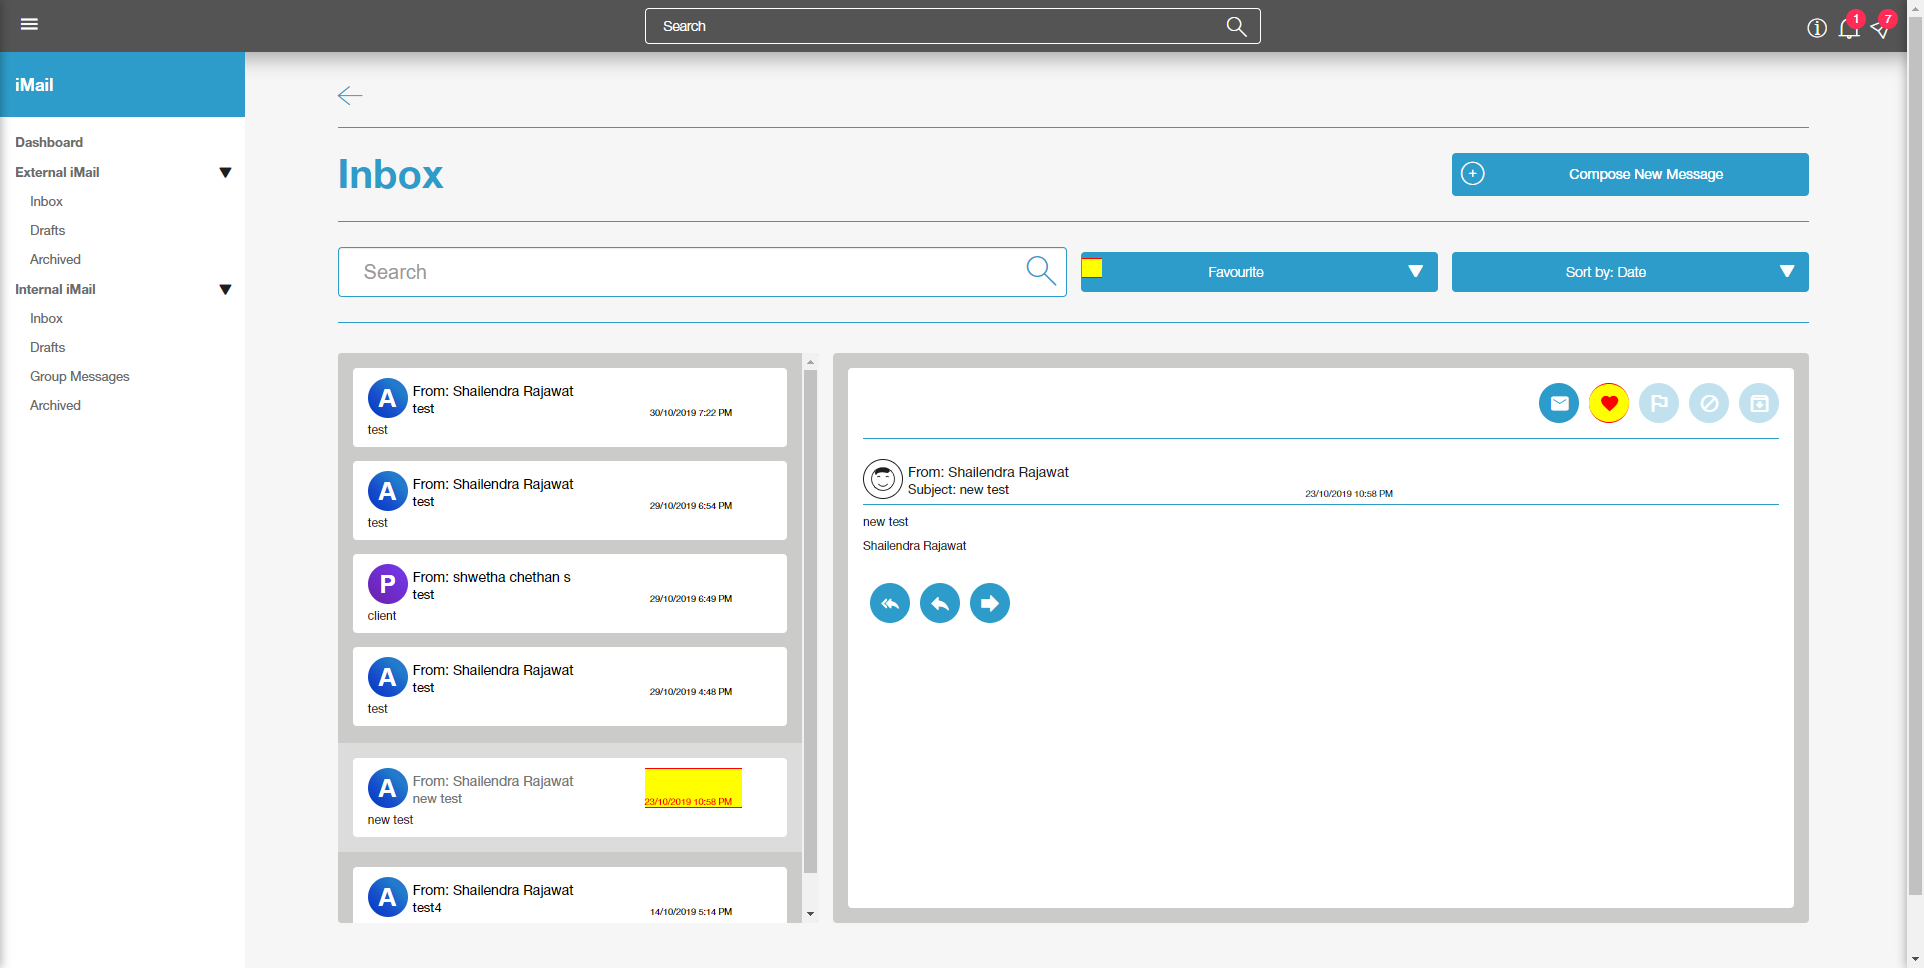 Search
1
7
iMail
Dashboard
External iMail
Inbox
Drafts
Archived
Internal iMail
Inbox
Drafts
Group Messages
Archived
Inbox
+ Compose New Message
Search
Favourite
Sort by: Date
A From: Shailendra Rajawat
test
30/10/2019 7:22 PM
test
A From: Shailendra Rajawat
test
29/10/2019 6:54 PM
test
P From: shwetha chethan s
test
29/10/2019 6:49 PM
client
A From: Shailendra Rajawat
test
29/10/2019 4:48 PM
test
A From: Shailendra Rajawat
new test
23/10/2019 10:58 PM
new test
A From: Shailendra Rajawat
test4
14/10/2019 5:14 PM
From: Shailendra Rajawat
Subject: new test
23/10/2019 10:58 PM
new test
Shailendra Rajawat